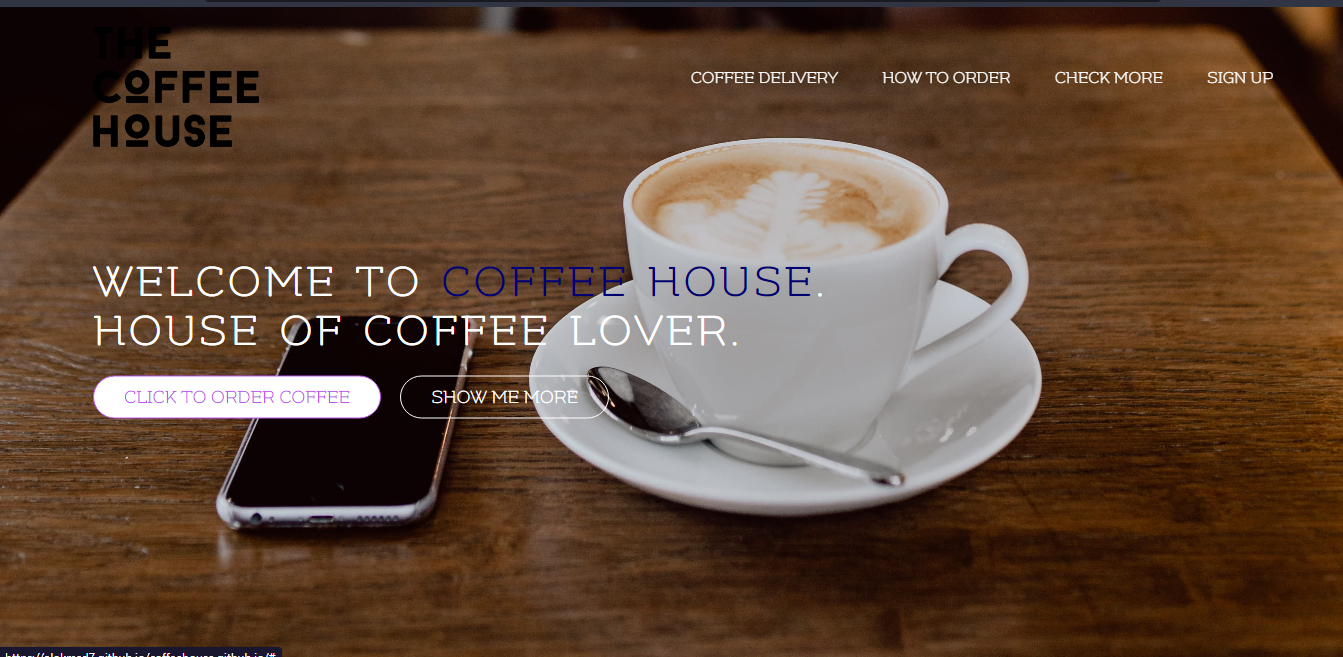 THE
COFFEE
HOUSE
COFFEE DELIVERY HOW TO ORDER CHECK MORE SIGN UP
WELCOME TO COFFEE HOUSE.
HOUSE OF COFFEE LOVER.
CLICK TO ORDER COFFEE SHOW ME MORE